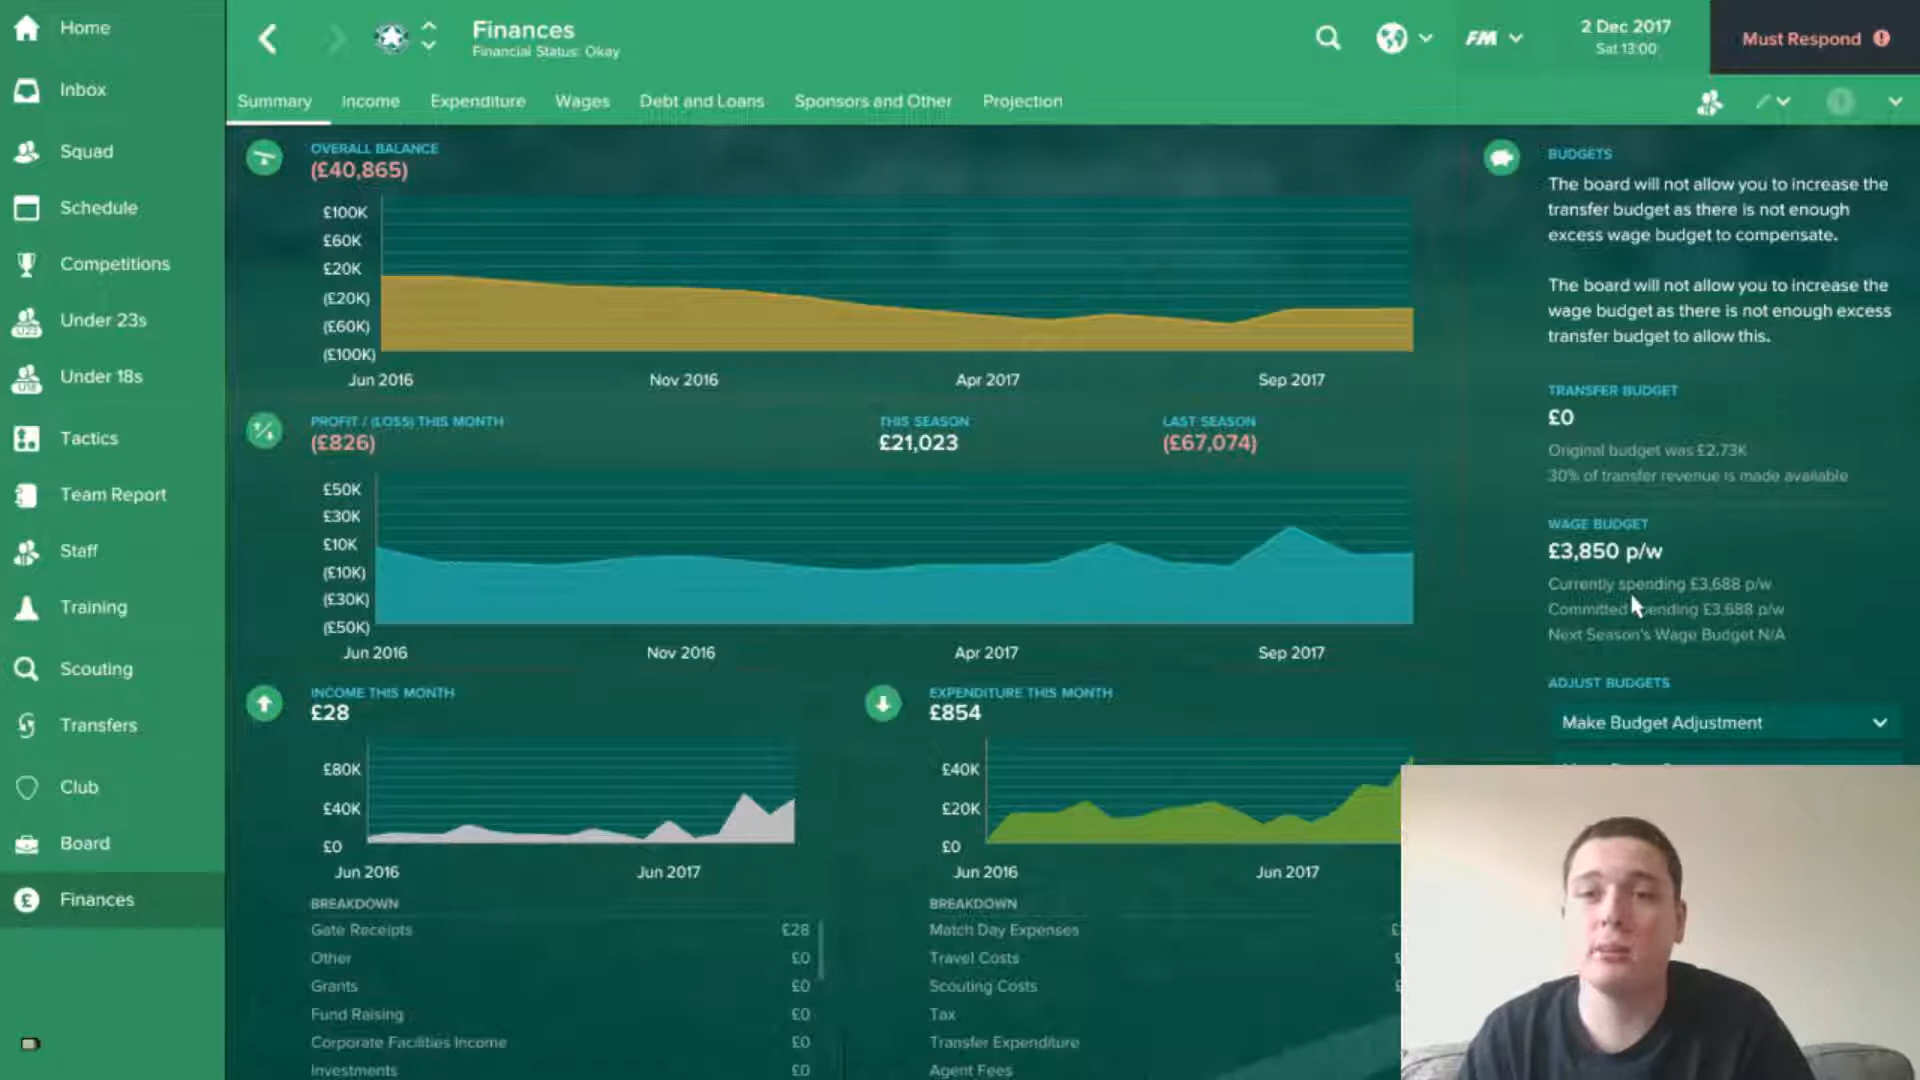 Home
Inbox
Squad
Schedule
Competitions
Under 23s
Under 18s
Tactics
Team Report
Staff
Training
Scouting
Transfers
Club
Board
Finances
Finances
Financial Status: Okay
FM
2 Dec 2017
Sat 13:00
Must Respond
Summary
Income
Expenditure
Wages
Debt and Loans
Sponsors and Other
Projection
OVERALL BALANCE
(£40,865)
£100K
£60K
£20K
(£20K)
(£60K)
(£100K)
Jun 2016
Nov 2016
Apr 2017
Sep 2017
PROFIT / (LOSS) THIS MONTH
(£826)
THIS SEASON
£21,023
LAST SEASON
(£67,074)
£50K
£30K
£10K
(£10K)
(£30K)
(£50K)
Jun 2016
Nov 2016
Apr 2017
Sep 2017
INCOME THIS MONTH
£28
£80K
£40K
£0
Jun 2016
Jun 2017
BREAKDOWN
Gate Receipts £28
Other £0
Grants £0
Fund Raising £0
Corporate Facilities Income £0
Investments £0
EXPENDITURE THIS MONTH
£854
£40K
£20K
£0
Jun 2016
Jun 2017
BREAKDOWN
Match Day Expenses
Travel Costs
Scouting Costs
Tax
Transfer Expenditure
Agent Fees
BUDGETS
The board will not allow you to increase the
transfer budget as there is not enough
excess wage budget to compensate.
The board will not allow you to increase the
wage budget as there is not enough excess
transfer budget to allow this.
TRANSFER BUDGET
£0
Original budget was £2.73K
30% of transfer revenue is made available
WAGE BUDGET
£3,850 p/w
Currently spending £3,688 p/w
Committed spending £3,688 p/w
Next Season's Wage Budget N/A
ADJUST BUDGETS
Make Budget Adjustment